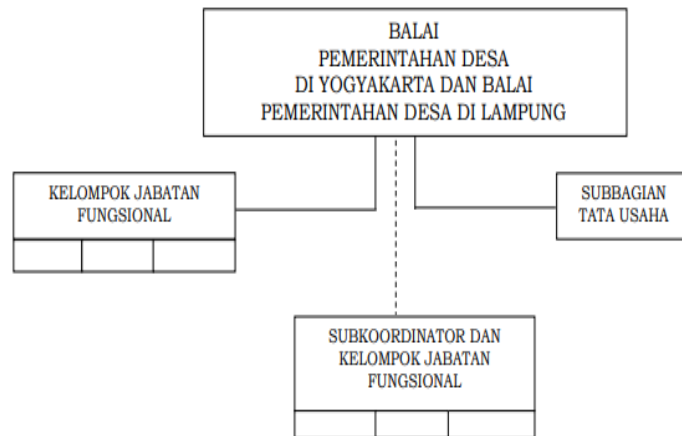 BALAI
PEMERINTAHAN DESA
DI YOGYAKARTA DAN BALAI
PEMERINTAHAN DESA DI LAMPUNG
KELOMPOK JABATAN
FUNGSIONAL
SUBBAGIAN
TATA USAHA
SUBKOORDINATOR DAN
KELOMPOK JABATAN
FUNGSIONAL